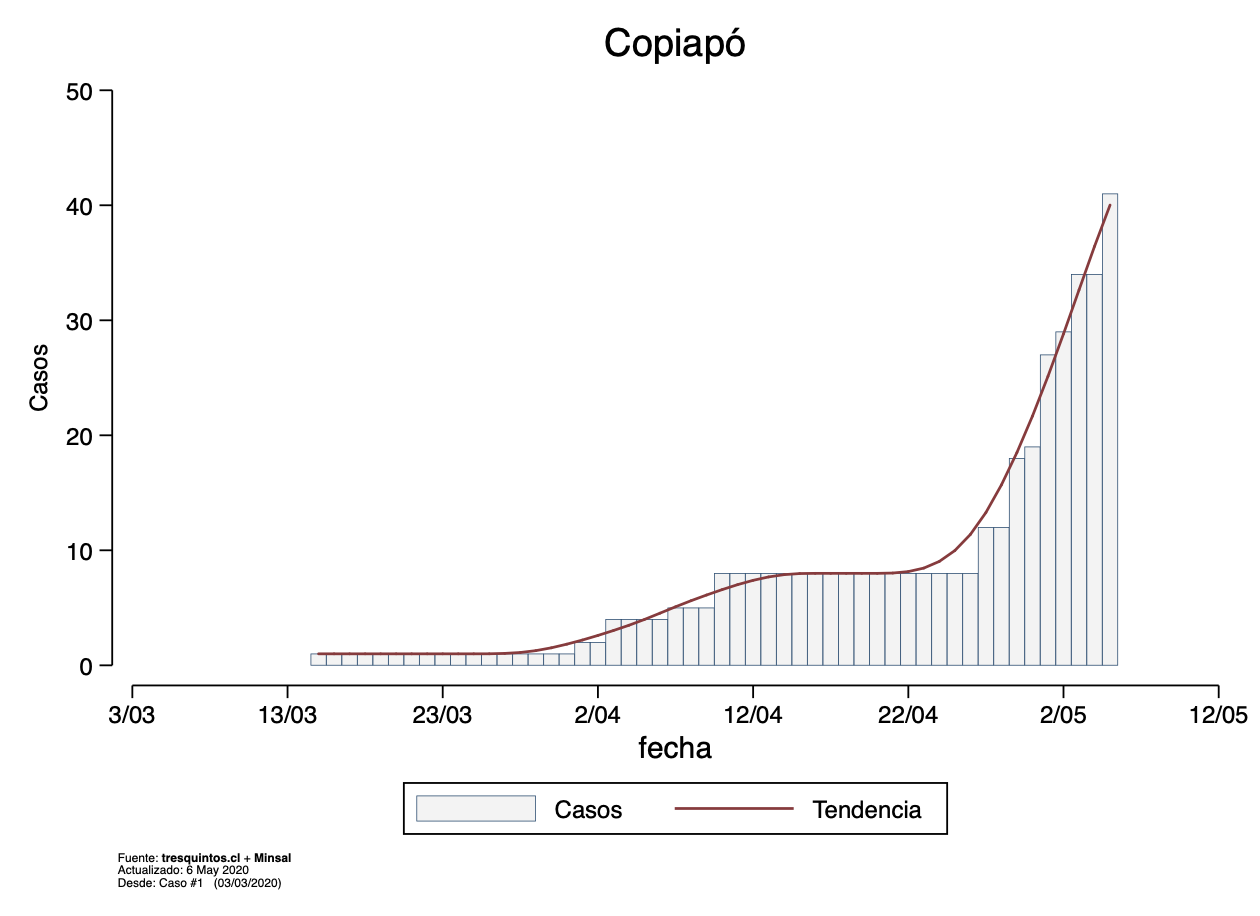 Copiapó
50
40
30
20
10
0
Casos
3/03 13/03 23/03 2/04 12/04 22/04 2/05 12/05
fecha
Casos Tendencia
Fuente: tresquintos.cl + Minsal
Actualizado: 6 May 2020
Desde: Caso #1 (03/03/2020)